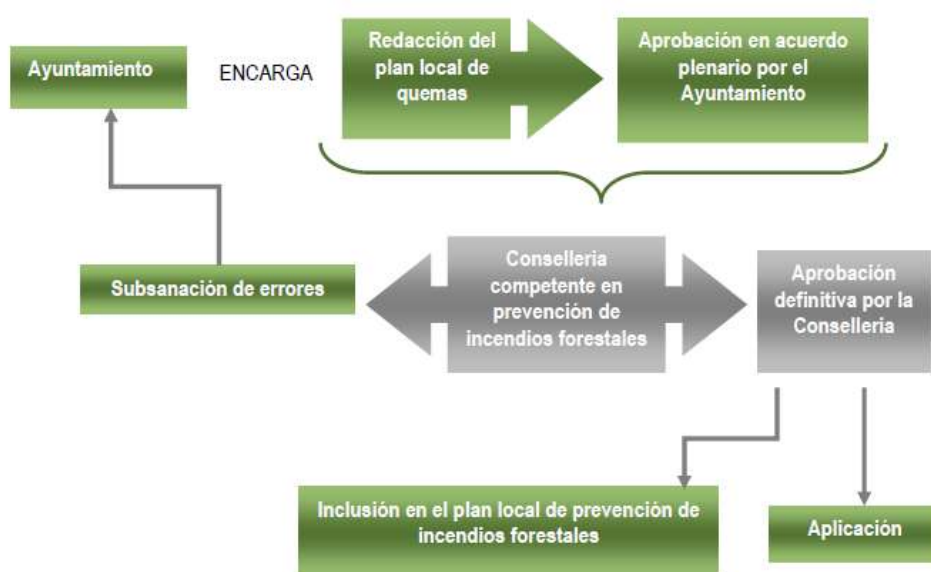 Ayuntamiento
ENCARGA
Redacción del
plan local de
quemas
Aprobación en acuerdo
plenario por el
Ayuntamiento
Subsanación de errores
Conselleria
competente en
prevención de
incendios forestales
Aprobación
definitiva por la
Conselleria
Inclusión en el plan local de prevención de
incendios forestales
Aplicación